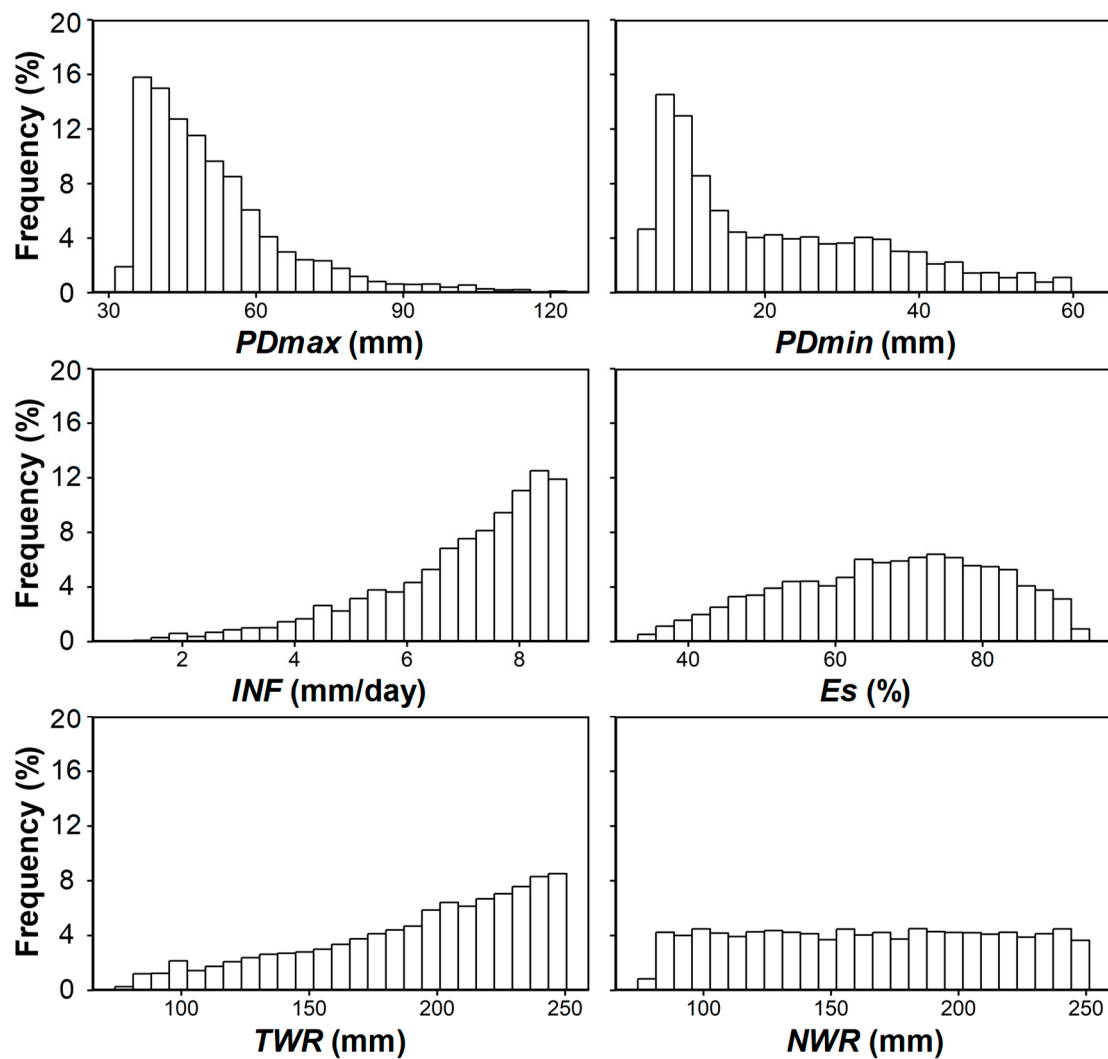 20
16
12
8
4
0
Frequency (%)
30 60 90 120
PDmax (mm)
20 40 60
PDmin (mm)
20
16
12
8
4
0
Frequency (%)
2 4 6 8
INF (mm/day)
40 60 80
Es (%)
20
16
12
8
4
0
Frequency (%)
100 150 200 250
TWR (mm)
100 150 200 250
NWR (mm)